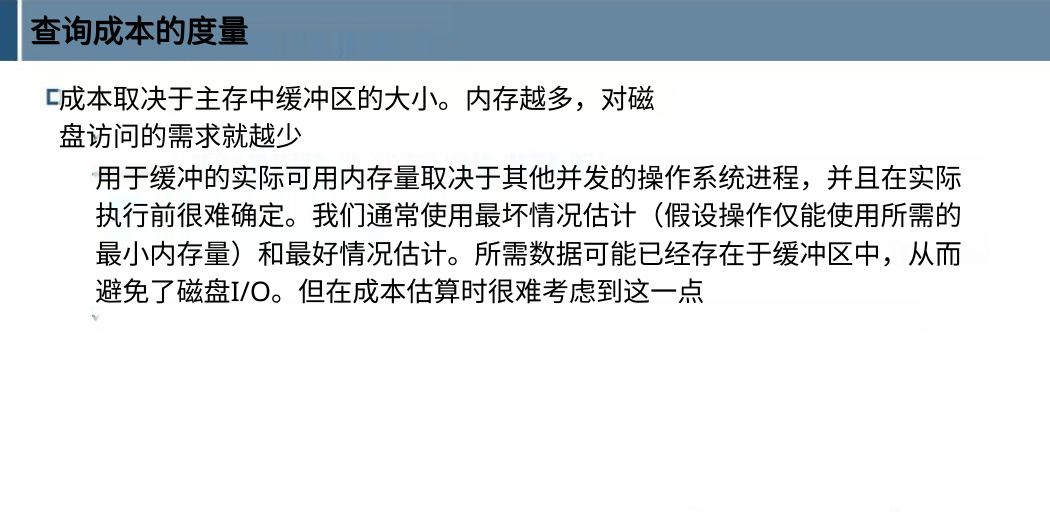 查询成本的度量
成本取决于主存中缓冲区的大小。内存越多，对磁
盘访问的需求就越少
用于缓冲的实际可用内存量取决于其他并发的操作系统进程，并且在实际
执行前很难确定。我们通常使用最坏情况估计（假设操作仅能使用所需的
最小内存量）和最好情况估计。所需数据可能已经存在于缓冲区中，从而
避免了磁盘I/O。但在成本估算时很难考虑到这一点